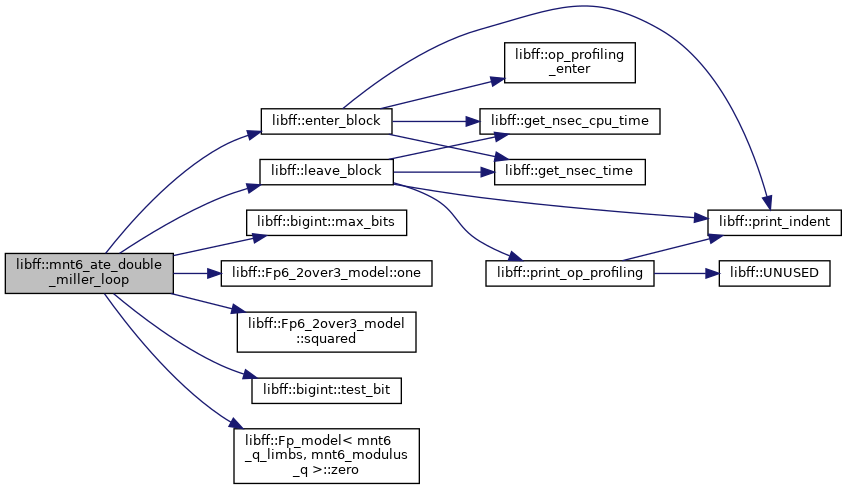 libff::mnt6_ate_double
_miller_loop
libff::enter_block
libff::leave_block
libff::bigint::max_bits
libff::Fp6_2over3_model::one
libff::Fp6_2over3_model
::squared
libff::bigint::test_bit
libff::Fp_model< mnt6
_q_limbs, mnt6_modulus
_q >::zero
libff::op_profiling
_enter
libff::get_nsec_cpu_time
libff::get_nsec_time
libff::print_op_profiling
libff::print_indent
libff::UNUSED